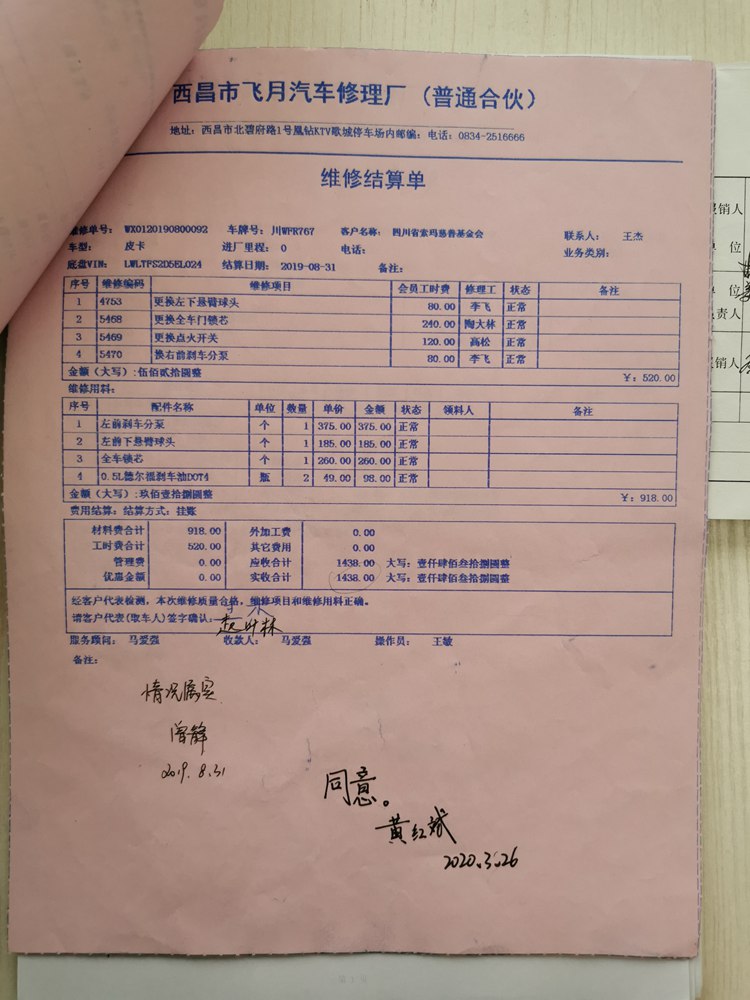 西昌市飞月汽车修理厂（普通合伙）
地址：西昌市北碧府路1号凰钻KTV歌城停车场内邮编：电话：0834-2516666
维修结算单
维修单号：WX0120190800092 车牌号：川WFR767 客户名称：四川省索玛慈善基金会 联系人：王杰
车型：皮卡 进厂里程：0 电话： 业务类别：
底盘VIN：LWLTFS2D5EL024 结算日期：2019-08-31 备注：
序号 维修编码 维修项目 会员工时费 修理工 状态 备注
1 4753 更换左下悬臂球头 80.00 李飞 正常
2 5468 更换全车门锁芯 240.00 陶大林 正常
3 5469 更换点火开关 120.00 高松 正常
4 5470 换右前刹车分泵 80.00 李飞 正常
金额（大写）:伍佰贰拾圆整 ￥：520.00
维修用料：
序号 配件名称 单位 数量 单价 金额 状态 领料人 备注
1 左前刹车分泵 个 1 375.00 375.00 正常
2 左前下悬臂球头 个 1 185.00 185.00 正常
3 全车锁芯 个 1 260.00 260.00 正常
4 0.5L德尔福刹车油DOT4 瓶 2 49.00 98.00 正常
金额（大写）:玖佰壹拾捌圆整 ￥：918.00
费用结算：结算方式：挂账
材料费合计 918.00 外加工费 0.00
工时费合计 520.00 其它费用 0.00
管理费 0.00 应收合计 1438.00 大写：壹仟肆佰叁拾捌圆整
优惠金额 0.00 实收合计 1438.00 大写：壹仟肆佰叁拾捌圆整
经客户代表检测，本次维修质量合格，维修项目和维修用料正确。
请客户代表(取车人)签字确认：
服务顾问：马爱强 收款人：马爱强 操作员：王敏
备注：
情况属实
曾静
2019.8.31
同意。
黄红斌
2020.3.26
销人
位
位
责人
销人